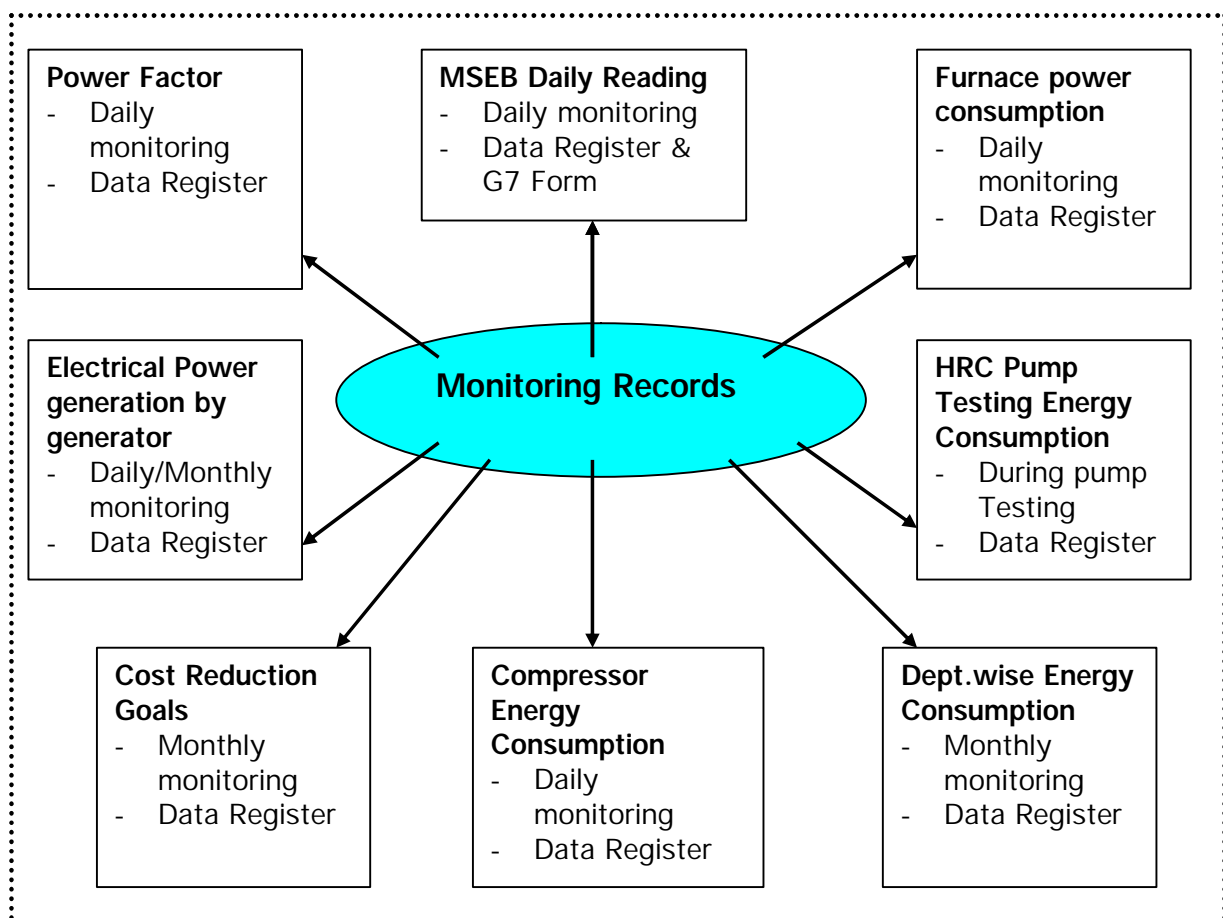 Power Factor
- Daily
monitoring
- Data Register
MSEB Daily Reading
- Daily monitoring
- Data Register &
G7 Form
Furnace power
consumption
- Daily
monitoring
- Data Register
Electrical Power
generation by
generator
- Daily/Monthly
monitoring
- Data Register
Monitoring Records
HRC Pump
Testing Energy
Consumption
- During pump
Testing
- Data Register
Cost Reduction
Goals
- Monthly
monitoring
- Data Register
Compressor
Energy
Consumption
- Daily
monitoring
- Data Register
Dept.wise Energy
Consumption
- Monthly
monitoring
- Data Register